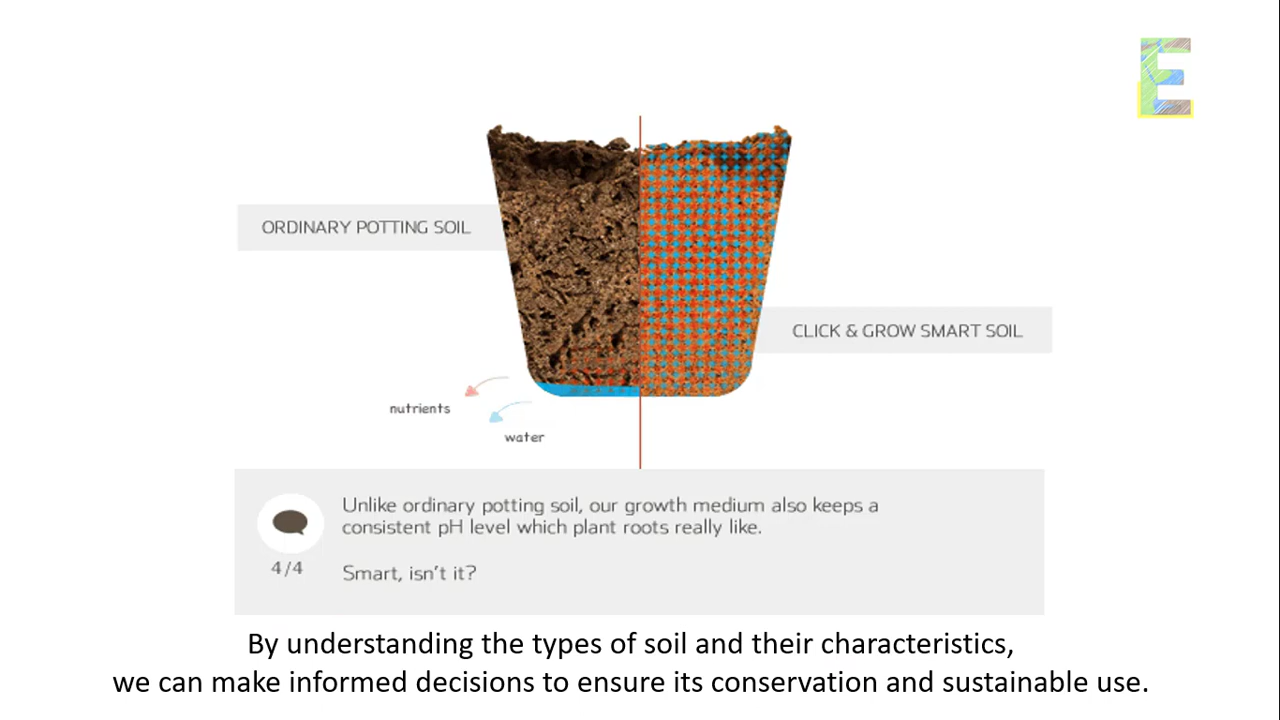 E
ORDINARY POTTING SOIL
CLICK & GROW SMART SOIL
nutrients
water
Unlike ordinary potting soil, our growth medium also keeps a
consistent pH level which plant roots really like.
4/4
Smart, isn't it?
By understanding the types of soil and their characteristics,
we can make informed decisions to ensure its conservation and sustainable use.